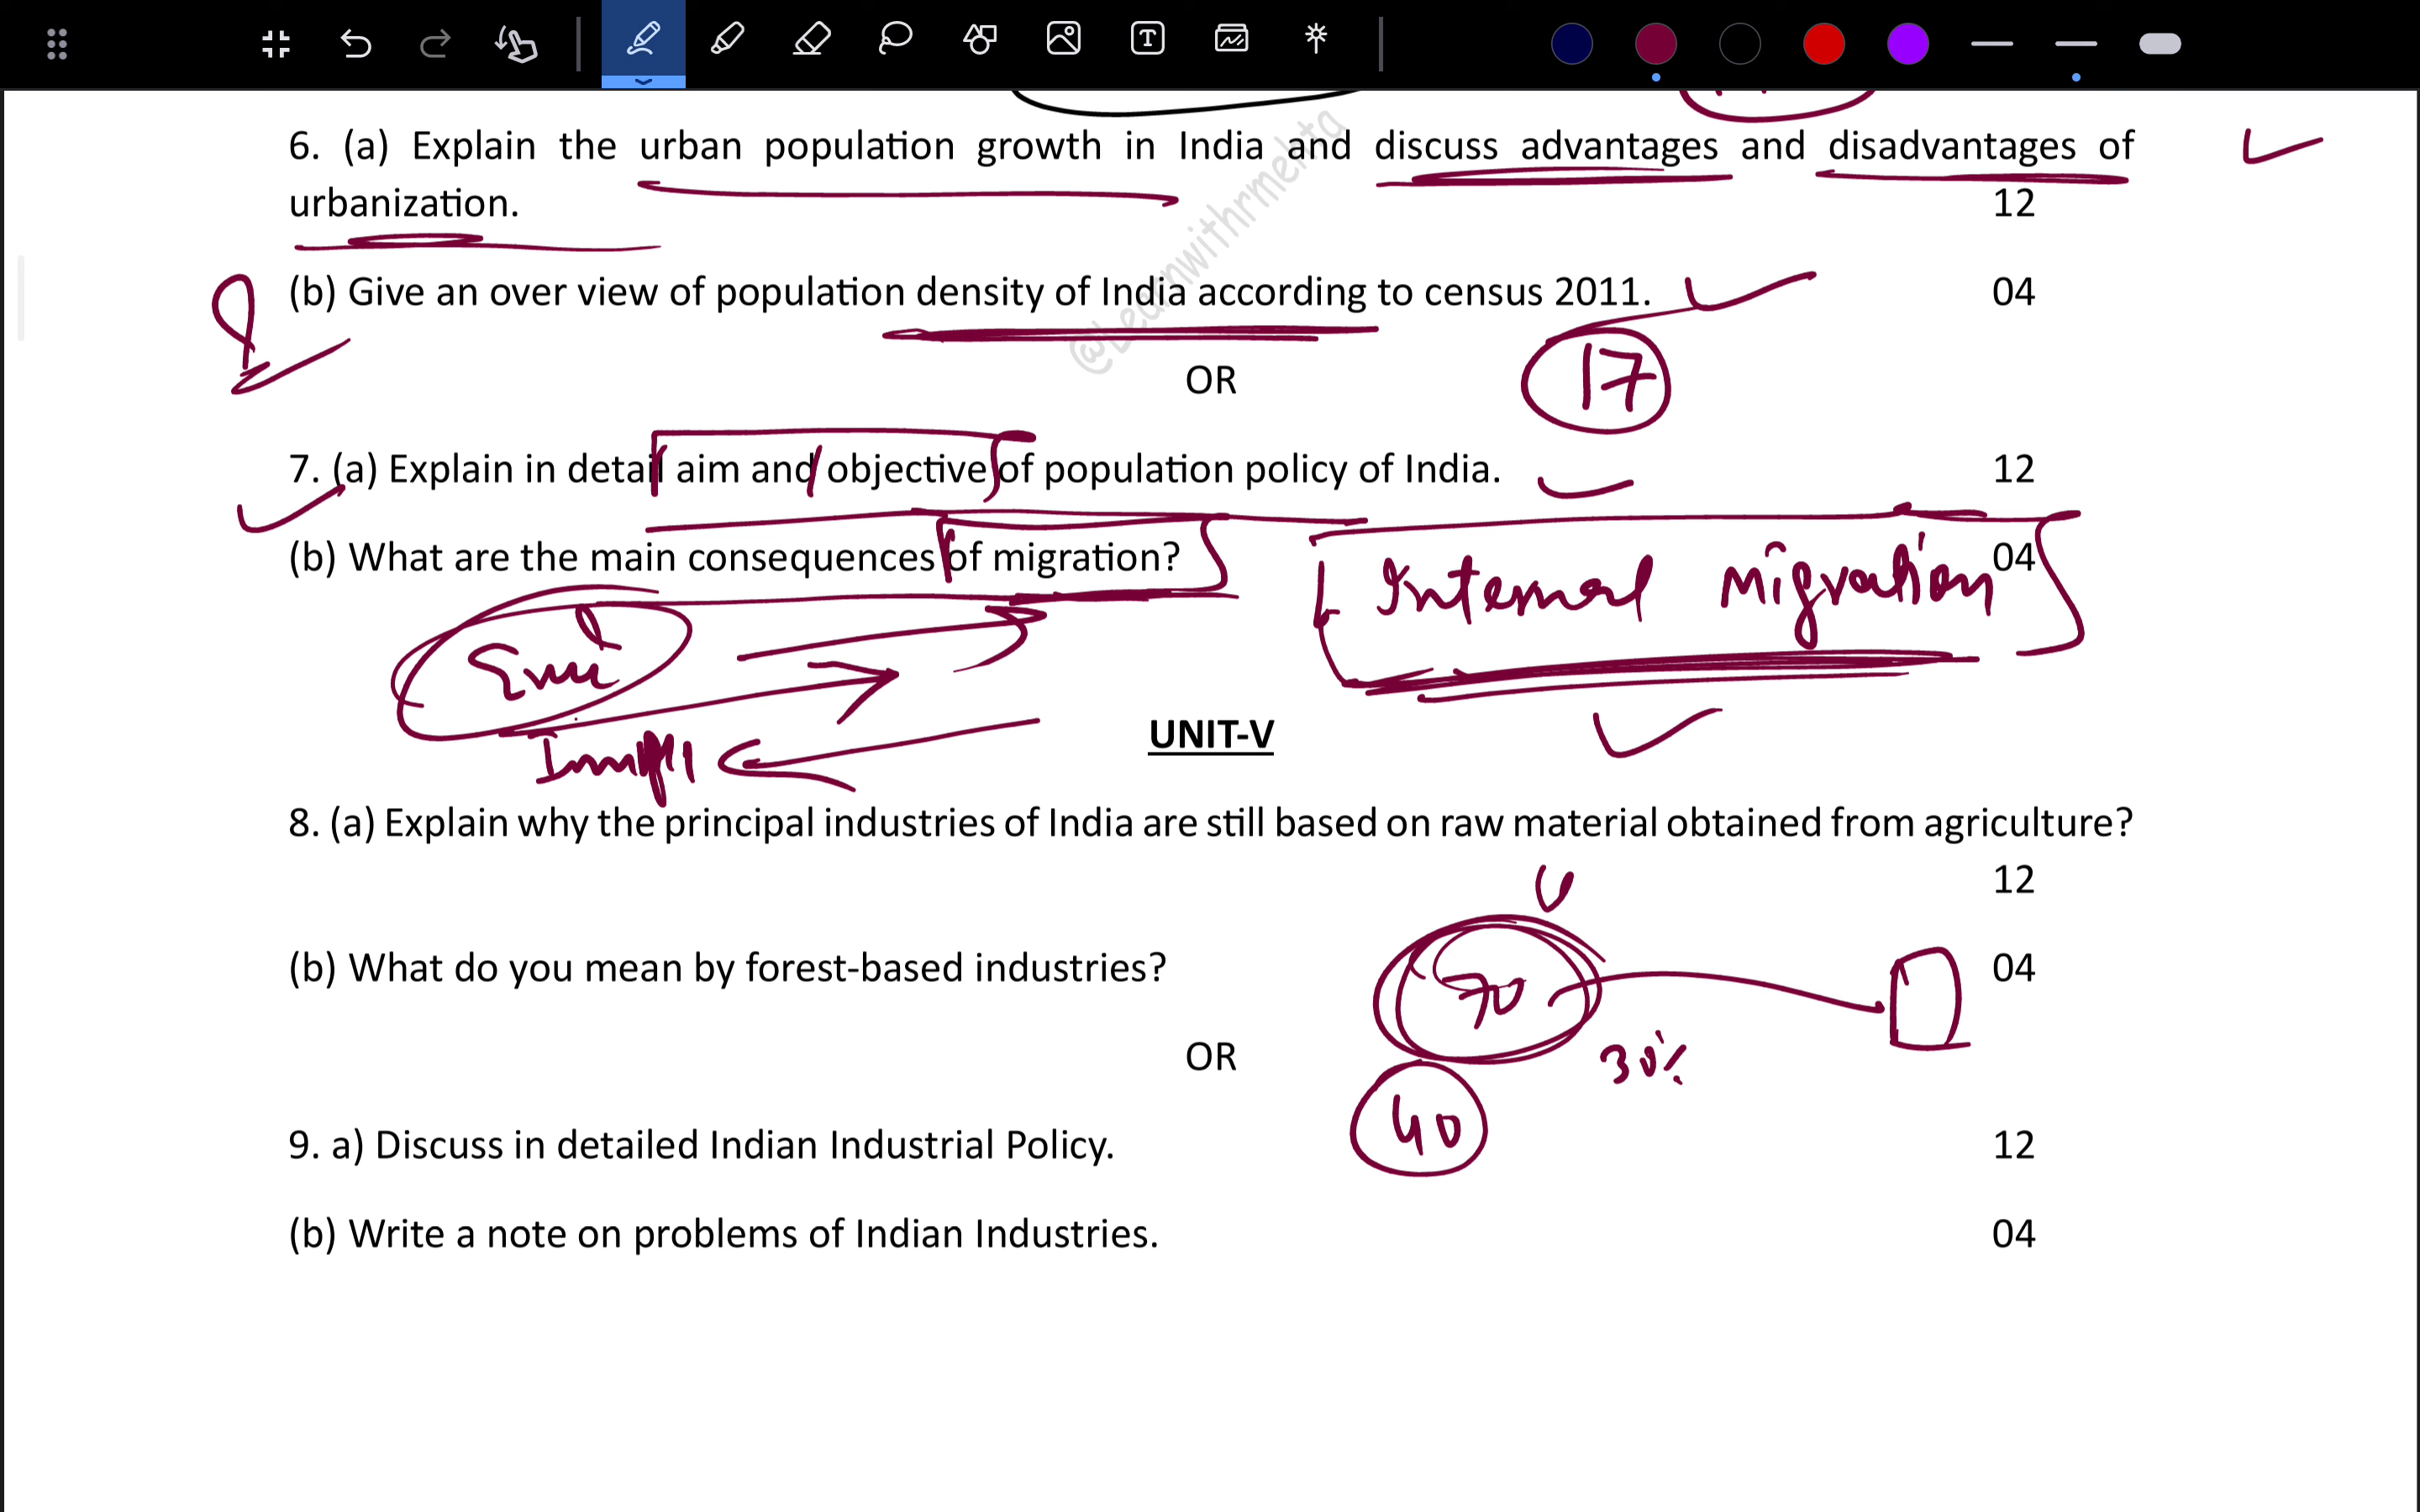 6. (a) Explain the urban population growth in India and discuss advantages and disadvantages of
urbanization. 12
(b) Give an over view of population density of India according to census 2011. 04
@Learnwithrmehta
OR
17
7. (a) Explain in detail aim and objective of population policy of India. 12
(b) What are the main consequences of migration? 04
Internal Migration
UNIT-V
8. (a) Explain why the principal industries of India are still based on raw material obtained from agriculture?
12
(b) What do you mean by forest-based industries? 04
70
30%
OR
40
9. a) Discuss in detailed Indian Industrial Policy. 12
(b) Write a note on problems of Indian Industries. 04